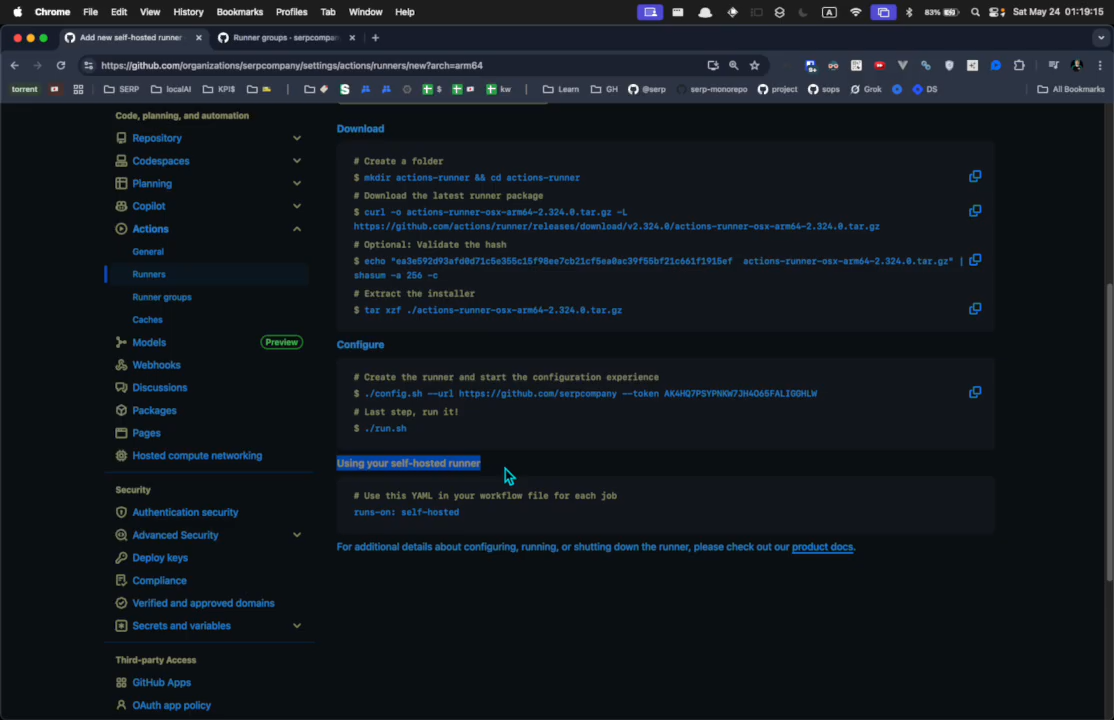 Chrome File Edit View History Bookmarks Profiles Tab Window Help
A 83% Sat May 24 01:19:15
Add new self-hosted runner
Runner groups · serpcompan
https://github.com/organizations/serpcompany/settings/actions/runners/new?arch=arm64
torrent SERP localAI KPI$ $ kw Learn GH @serp serp-monorepo project sops Grok DS All Bookmarks
Code, planning, and automation
Repository
Codespaces
Planning
Copilot
Actions
General
Runners
Runner groups
Caches
Models Preview
Webhooks
Discussions
Packages
Pages
Hosted compute networking
Security
Authentication security
Advanced Security
Deploy keys
Compliance
Verified and approved domains
Secrets and variables
Third-party Access
GitHub Apps
OAuth app policy
Download
# Create a folder
$ mkdir actions-runner && cd actions-runner
# Download the latest runner package
$ curl -o actions-runner-osx-arm64-2.324.0.tar.gz -L
https://github.com/actions/runner/releases/download/v2.324.0/actions-runner-osx-arm64-2.324.0.tar.gz
# Optional: Validate the hash
$ echo "ea3e592d93afd0d71c5e355c15f98ee7cb21cf5ea0ac39f55bf21c661f1915ef  actions-runner-osx-arm64-2.324.0.tar.gz" |
shasum -a 256 -c
# Extract the installer
$ tar xzf ./actions-runner-osx-arm64-2.324.0.tar.gz
Configure
# Create the runner and start the configuration experience
$ ./config.sh --url https://github.com/serpcompany --token AK4HQ7PSYPNKW7JH4O65FALIGGHLW
# Last step, run it!
$ ./run.sh
Using your self-hosted runner
# Use this YAML in your workflow file for each job
runs-on: self-hosted
For additional details about configuring, running, or shutting down the runner, please check out our product docs.